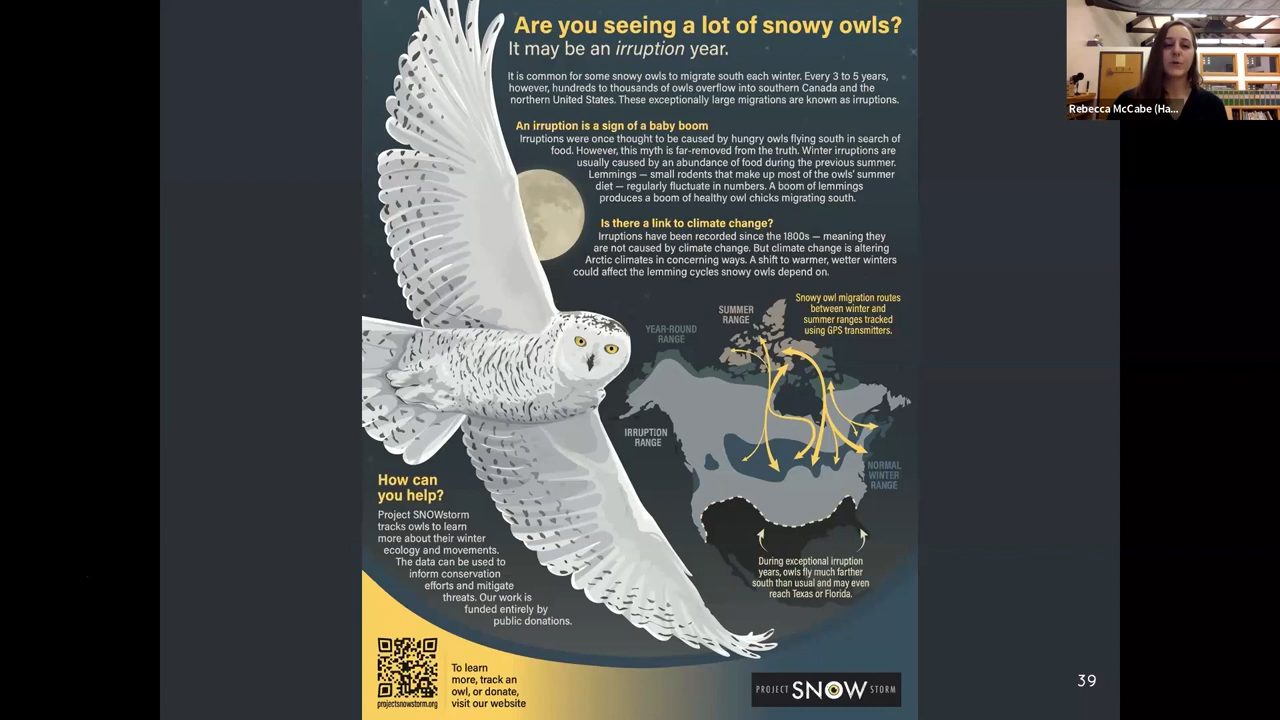 Are you seeing a lot of snowy owls?
It may be an irruption year.
It is common for some snowy owls to migrate south each winter. Every 3 to 5 years,
however, hundreds to thousands of owls overflow into southern Canada and the
northern United States. These exceptionally large migrations are known as irruptions.
An irruption is a sign of a baby boom
Irruptions were once thought to be caused by hungry owls flying south in search of
food. However, this myth is far-removed from the truth. Winter irruptions are
usually caused by an abundance of food during the previous summer.
Lemmings — small rodents that make up most of the owls' summer
diet — regularly fluctuate in numbers. A boom of lemmings
produces a boom of healthy owl chicks migrating south.
Is there a link to climate change?
Irruptions have been recorded since the 1800s — meaning they
are not caused by climate change. But climate change is altering
Arctic climates in concerning ways. A shift to warmer, wetter winters
could affect the lemming cycles snowy owls depend on.
Snowy owl migration routes
between winter and
summer ranges tracked
using GPS transmitters.
SUMMER
RANGE
YEAR-ROUND
RANGE
IRRUPTION
RANGE
NORMAL
WINTER
RANGE
During exceptional irruption
years, owls fly much farther
south than usual and may even
reach Texas or Florida.
How can
you help?
Project SNOWstorm
tracks owls to learn
more about their winter
ecology and movements.
The data can be used to
inform conservation
efforts and mitigate
threats. Our work is
funded entirely by
public donations.
projectsnowstorm.org
To learn
more, track an
owl, or donate,
visit our website
PROJECT SNOW STORM
39
Rebecca McCabe (Ha...